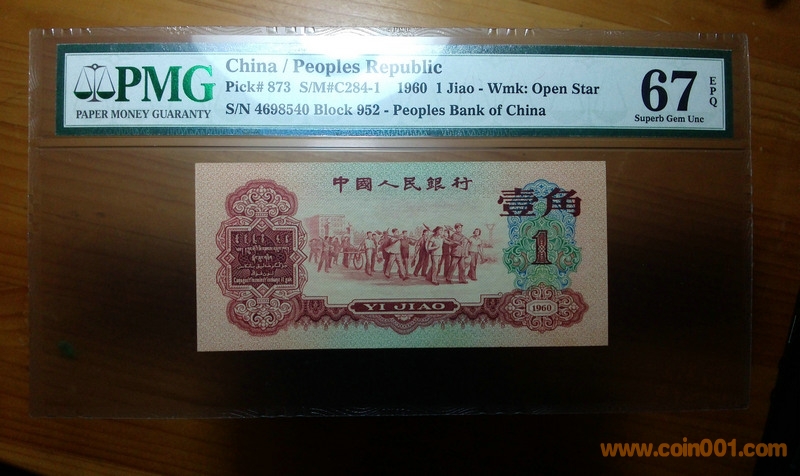 PMG
PAPER MONEY GUARANTY
China / Peoples Republic
Pick# 873 S/M#C284-1 1960 1 Jiao - Wmk: Open Star
S/N 4698540 Block 952 - Peoples Bank of China
67
EPQ
Superb Gem Unc
中國人民銀行
壹角
1
YI JIAO
1960
www.coin001.com